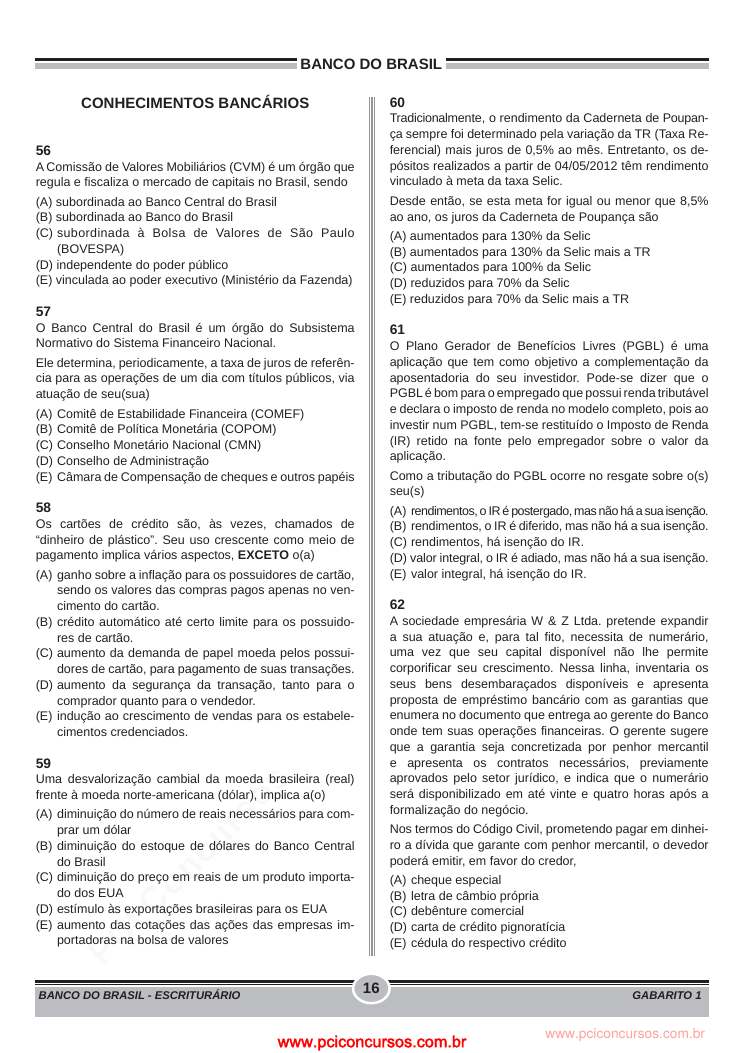 BANCO DO BRASIL
CONHECIMENTOS BANCÁRIOS
56
A Comissão de Valores Mobiliários (CVM) é um órgão que
regula e fiscaliza o mercado de capitais no Brasil, sendo
(A) subordinada ao Banco Central do Brasil
(B) subordinada ao Banco do Brasil
(C) subordinada à Bolsa de Valores de São Paulo
(BOVESPA)
(D) independente do poder público
(E) vinculada ao poder executivo (Ministério da Fazenda)
57
O Banco Central do Brasil é um órgão do Subsistema
Normativo do Sistema Financeiro Nacional.
Ele determina, periodicamente, a taxa de juros de referên-
cia para as operações de um dia com títulos públicos, via
atuação de seu(sua)
(A) Comitê de Estabilidade Financeira (COMEF)
(B) Comitê de Política Monetária (COPOM)
(C) Conselho Monetário Nacional (CMN)
(D) Conselho de Administração
(E) Câmara de Compensação de cheques e outros papéis
58
Os cartões de crédito são, às vezes, chamados de
“dinheiro de plástico”. Seu uso crescente como meio de
pagamento implica vários aspectos, EXCETO o(a)
(A) ganho sobre a inflação para os possuidores de cartão,
sendo os valores das compras pagos apenas no ven-
cimento do cartão.
(B) crédito automático até certo limite para os possuido-
res de cartão.
(C) aumento da demanda de papel moeda pelos possui-
dores de cartão, para pagamento de suas transações.
(D) aumento da segurança da transação, tanto para o
comprador quanto para o vendedor.
(E) indução ao crescimento de vendas para os estabele-
cimentos credenciados.
59
Uma desvalorização cambial da moeda brasileira (real)
frente à moeda norte-americana (dólar), implica a(o)
(A) diminuição do número de reais necessários para com-
prar um dólar
(B) diminuição do estoque de dólares do Banco Central
do Brasil
(C) diminuição do preço em reais de um produto importa-
do dos EUA
(D) estímulo às exportações brasileiras para os EUA
(E) aumento das cotações das ações das empresas im-
portadoras na bolsa de valores
60
Tradicionalmente, o rendimento da Caderneta de Poupan-
ça sempre foi determinado pela variação da TR (Taxa Re-
ferencial) mais juros de 0,5% ao mês. Entretanto, os de-
pósitos realizados a partir de 04/05/2012 têm rendimento
vinculado à meta da taxa Selic.
Desde então, se esta meta for igual ou menor que 8,5%
ao ano, os juros da Caderneta de Poupança são
(A) aumentados para 130% da Selic
(B) aumentados para 130% da Selic mais a TR
(C) aumentados para 100% da Selic
(D) reduzidos para 70% da Selic
(E) reduzidos para 70% da Selic mais a TR
61
O Plano Gerador de Benefícios Livres (PGBL) é uma
aplicação que tem como objetivo a complementação da
aposentadoria do seu investidor. Pode-se dizer que o
PGBL é bom para o empregado que possui renda tributável
e declara o imposto de renda no modelo completo, pois ao
investir num PGBL, tem-se restituído o Imposto de Renda
(IR) retido na fonte pelo empregador sobre o valor da
aplicação.
Como a tributação do PGBL ocorre no resgate sobre o(s)
seu(s)
(A) rendimentos, o IR é postergado, mas não há a sua isenção.
(B) rendimentos, o IR é diferido, mas não há a sua isenção.
(C) rendimentos, há isenção do IR.
(D) valor integral, o IR é adiado, mas não há a sua isenção.
(E) valor integral, há isenção do IR.
62
A sociedade empresária W & Z Ltda. pretende expandir
a sua atuação e, para tal fito, necessita de numerário,
uma vez que seu capital disponível não lhe permite
corporificar seu crescimento. Nessa linha, inventaria os
seus bens desembaraçados disponíveis e apresenta
proposta de empréstimo bancário com as garantias que
enumera no documento que entrega ao gerente do Banco
onde tem suas operações financeiras. O gerente sugere
que a garantia seja concretizada por penhor mercantil
e apresenta os contratos necessários, previamente
aprovados pelo setor jurídico, e indica que o numerário
será disponibilizado em até vinte e quatro horas após a
formalização do negócio.
Nos termos do Código Civil, prometendo pagar em dinhei-
ro a dívida que garante com penhor mercantil, o devedor
poderá emitir, em favor do credor,
(A) cheque especial
(B) letra de câmbio própria
(C) debênture comercial
(D) carta de crédito pignoratícia
(E) cédula do respectivo crédito
BANCO DO BRASIL - ESCRITURÁRIO
16
GABARITO 1
www.pciconcursos.com.br
www.pciconcursos.com.br